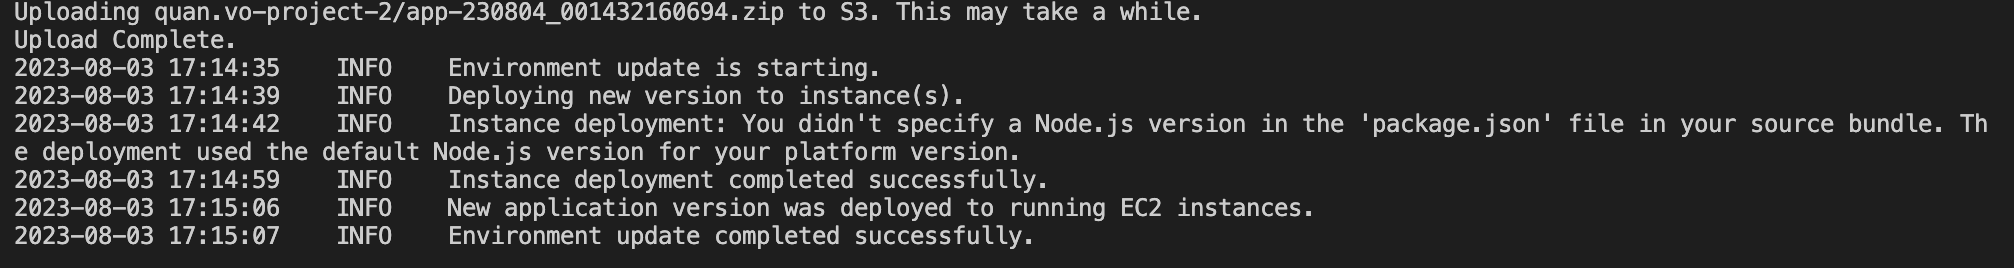 Uploading quan.vo-project-2/app-230804_001432160694.zip to S3. This may take a while.
Upload Complete.
2023-08-03 17:14:35    INFO    Environment update is starting.
2023-08-03 17:14:39    INFO    Deploying new version to instance(s).
2023-08-03 17:14:42    INFO    Instance deployment: You didn't specify a Node.js version in the 'package.json' file in your source bundle. Th
e deployment used the default Node.js version for your platform version.
2023-08-03 17:14:59    INFO    Instance deployment completed successfully.
2023-08-03 17:15:06    INFO    New application version was deployed to running EC2 instances.
2023-08-03 17:15:07    INFO    Environment update completed successfully.